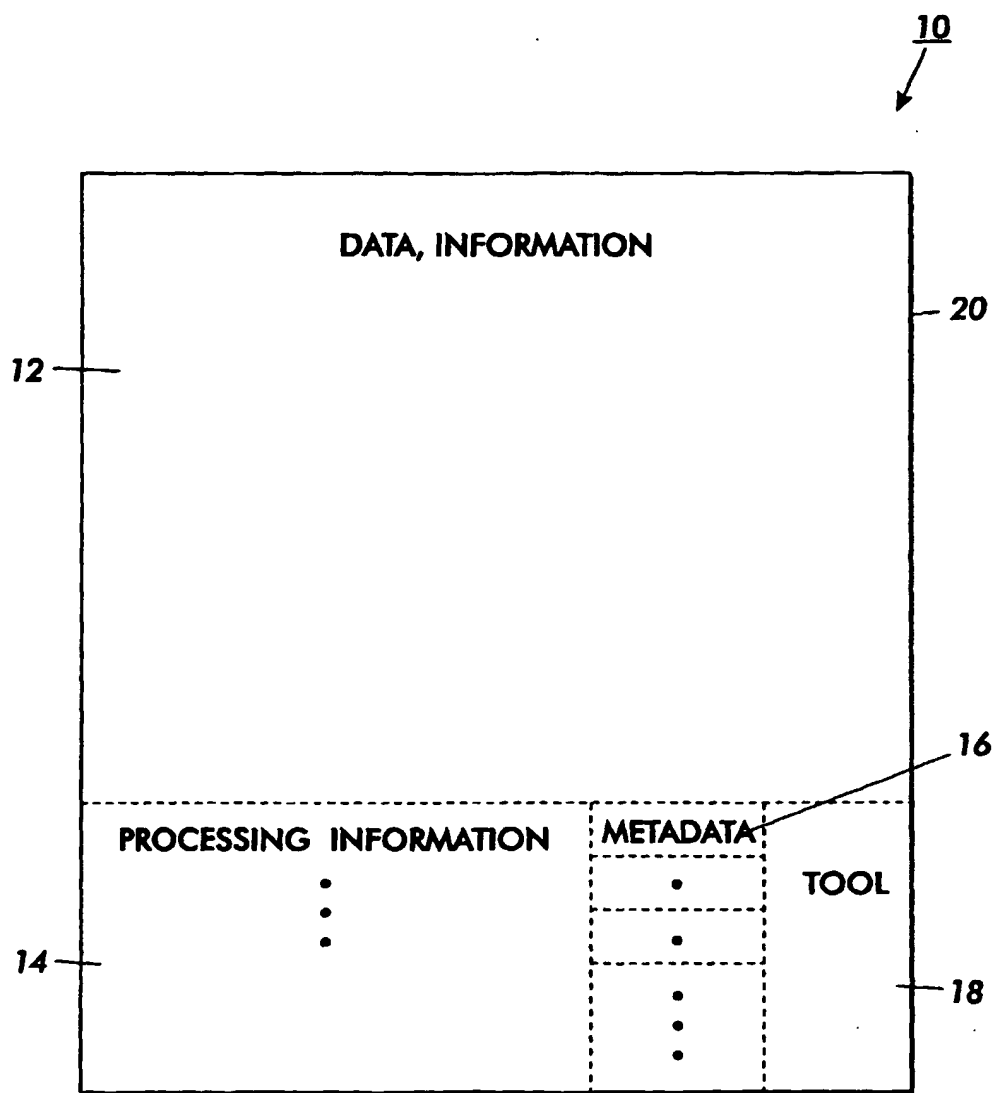 10
DATA, INFORMATION
20
12
16
PROCESSING INFORMATION
METADATA
TOOL
14
18